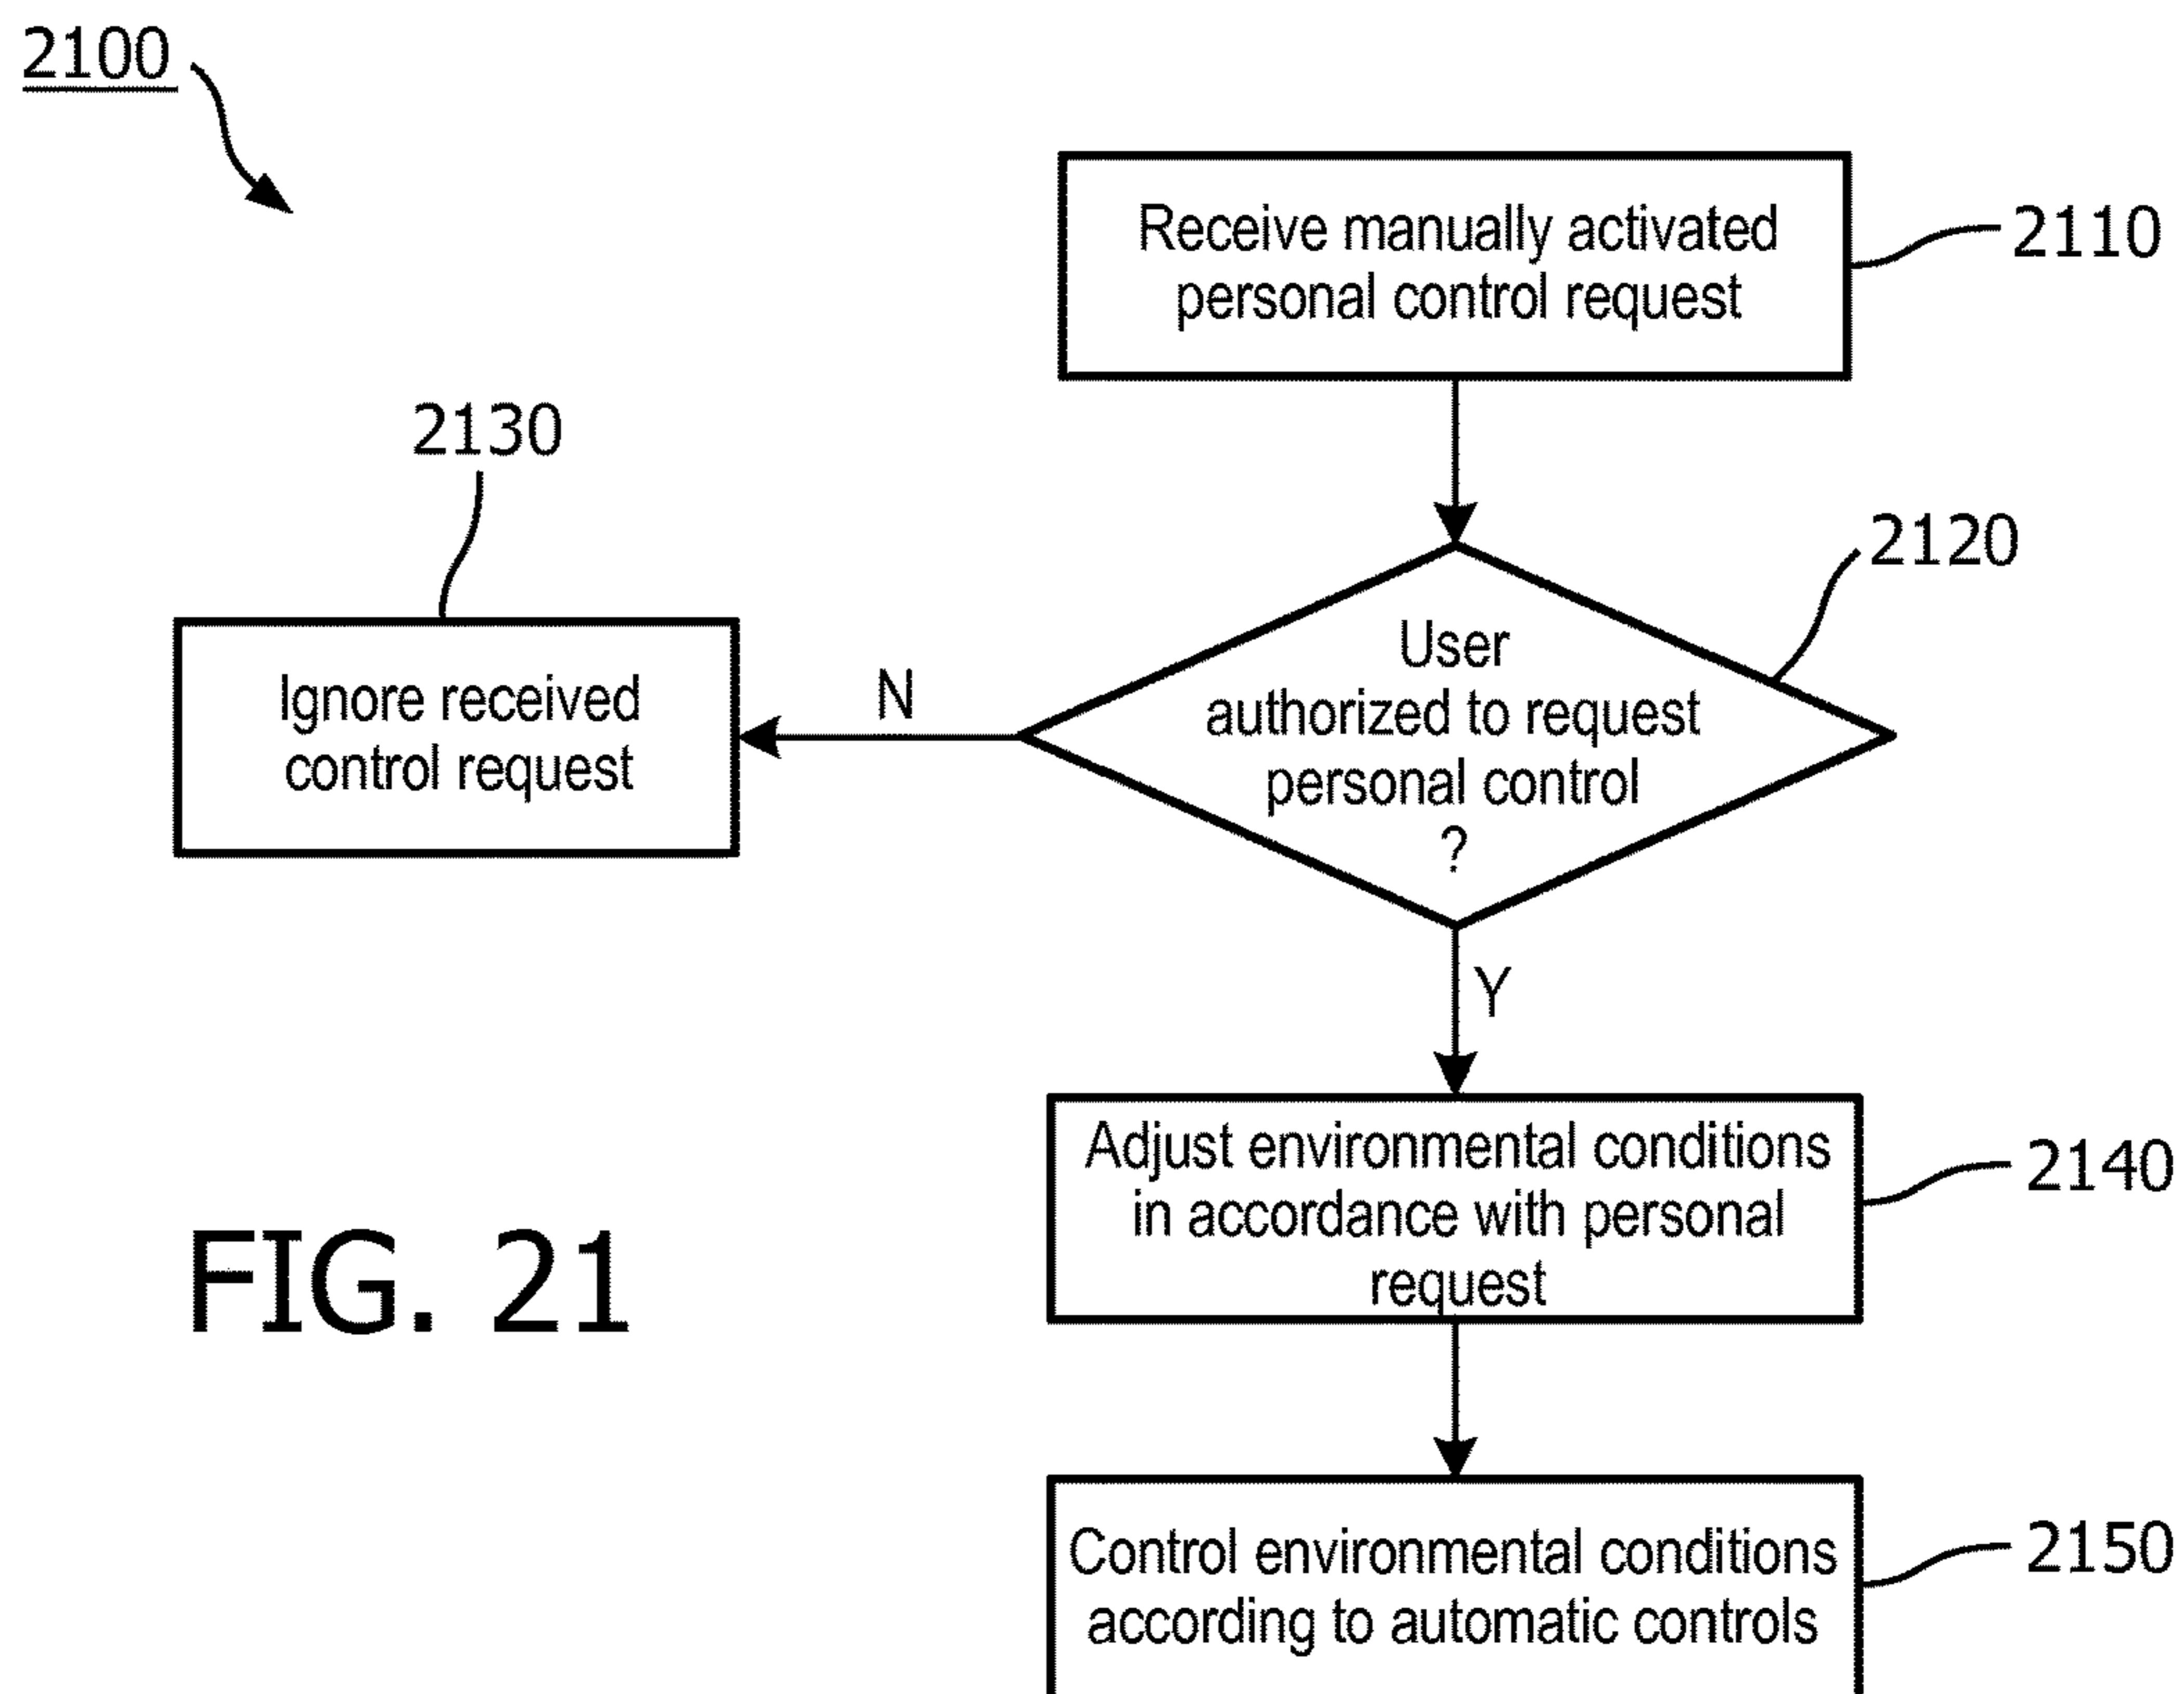 2100
Receive manually activated
personal control request
2110
2130
2120
User
authorized to request
personal control
?
N
Ignore received
control request
Y
Adjust environmental conditions
in accordance with personal
request
2140
FIG. 21
Control environmental conditions
according to automatic controls
2150